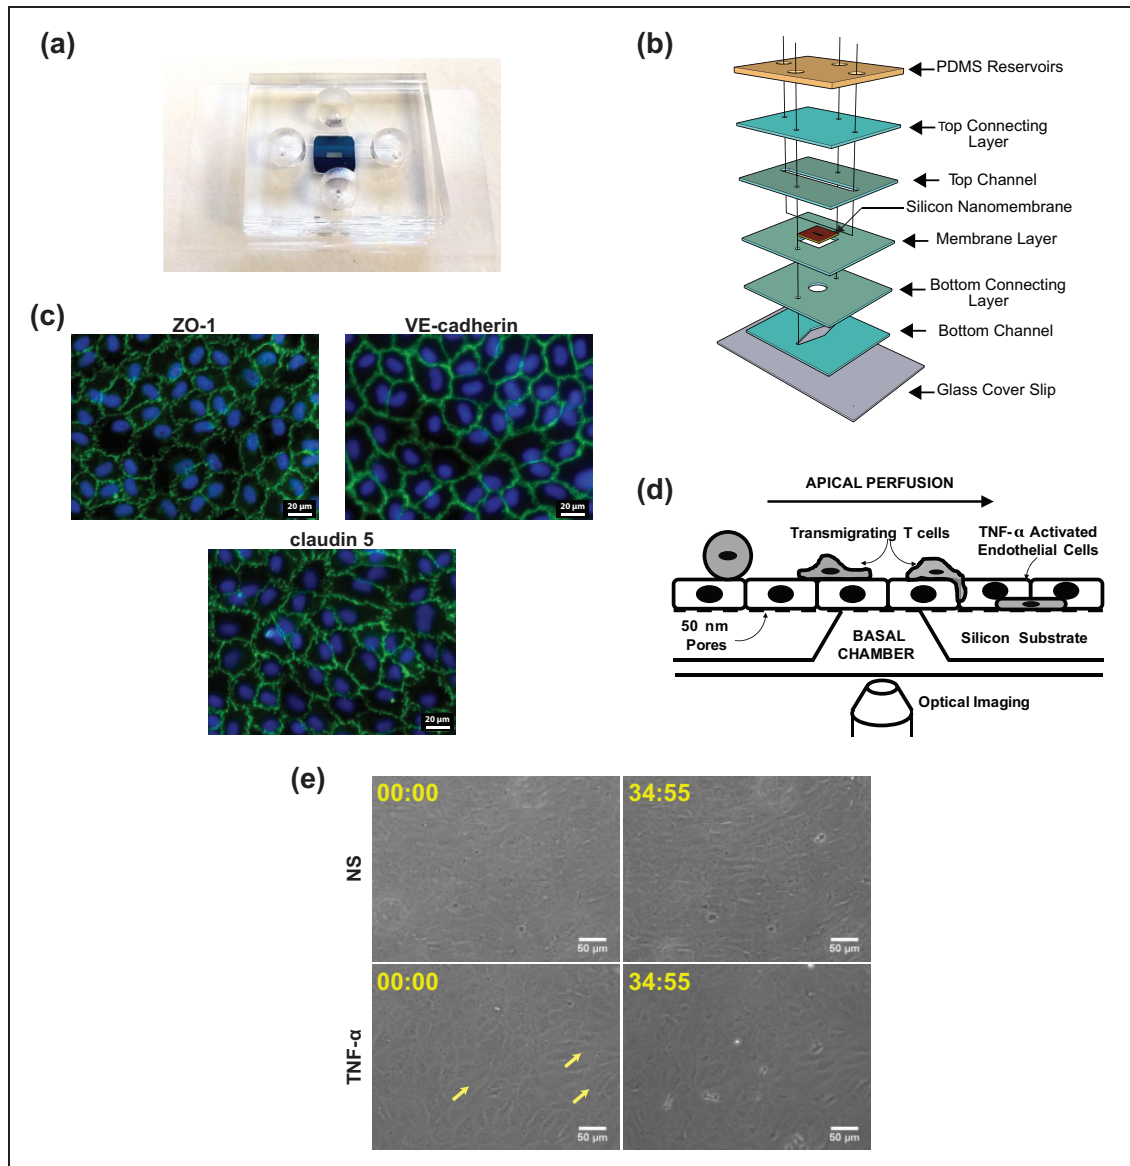 (a)
(b)
PDMS Reservoirs
Top Connecting
Layer
Top Channel
Silicon Nanomembrane
Membrane Layer
Bottom Connecting
Layer
Bottom Channel
Glass Cover Slip
(c)
ZO-1
20 µm
VE-cadherin
20 µm
claudin 5
20 µm
(d)
APICAL PERFUSION
Transmigrating T cells
TNF-α Activated
Endothelial Cells
50 nm
Pores
BASAL
CHAMBER
Silicon Substrate
Optical Imaging
(e)
NS
00:00
50 µm
34:55
50 µm
TNF-α
00:00
50 µm
34:55
50 µm